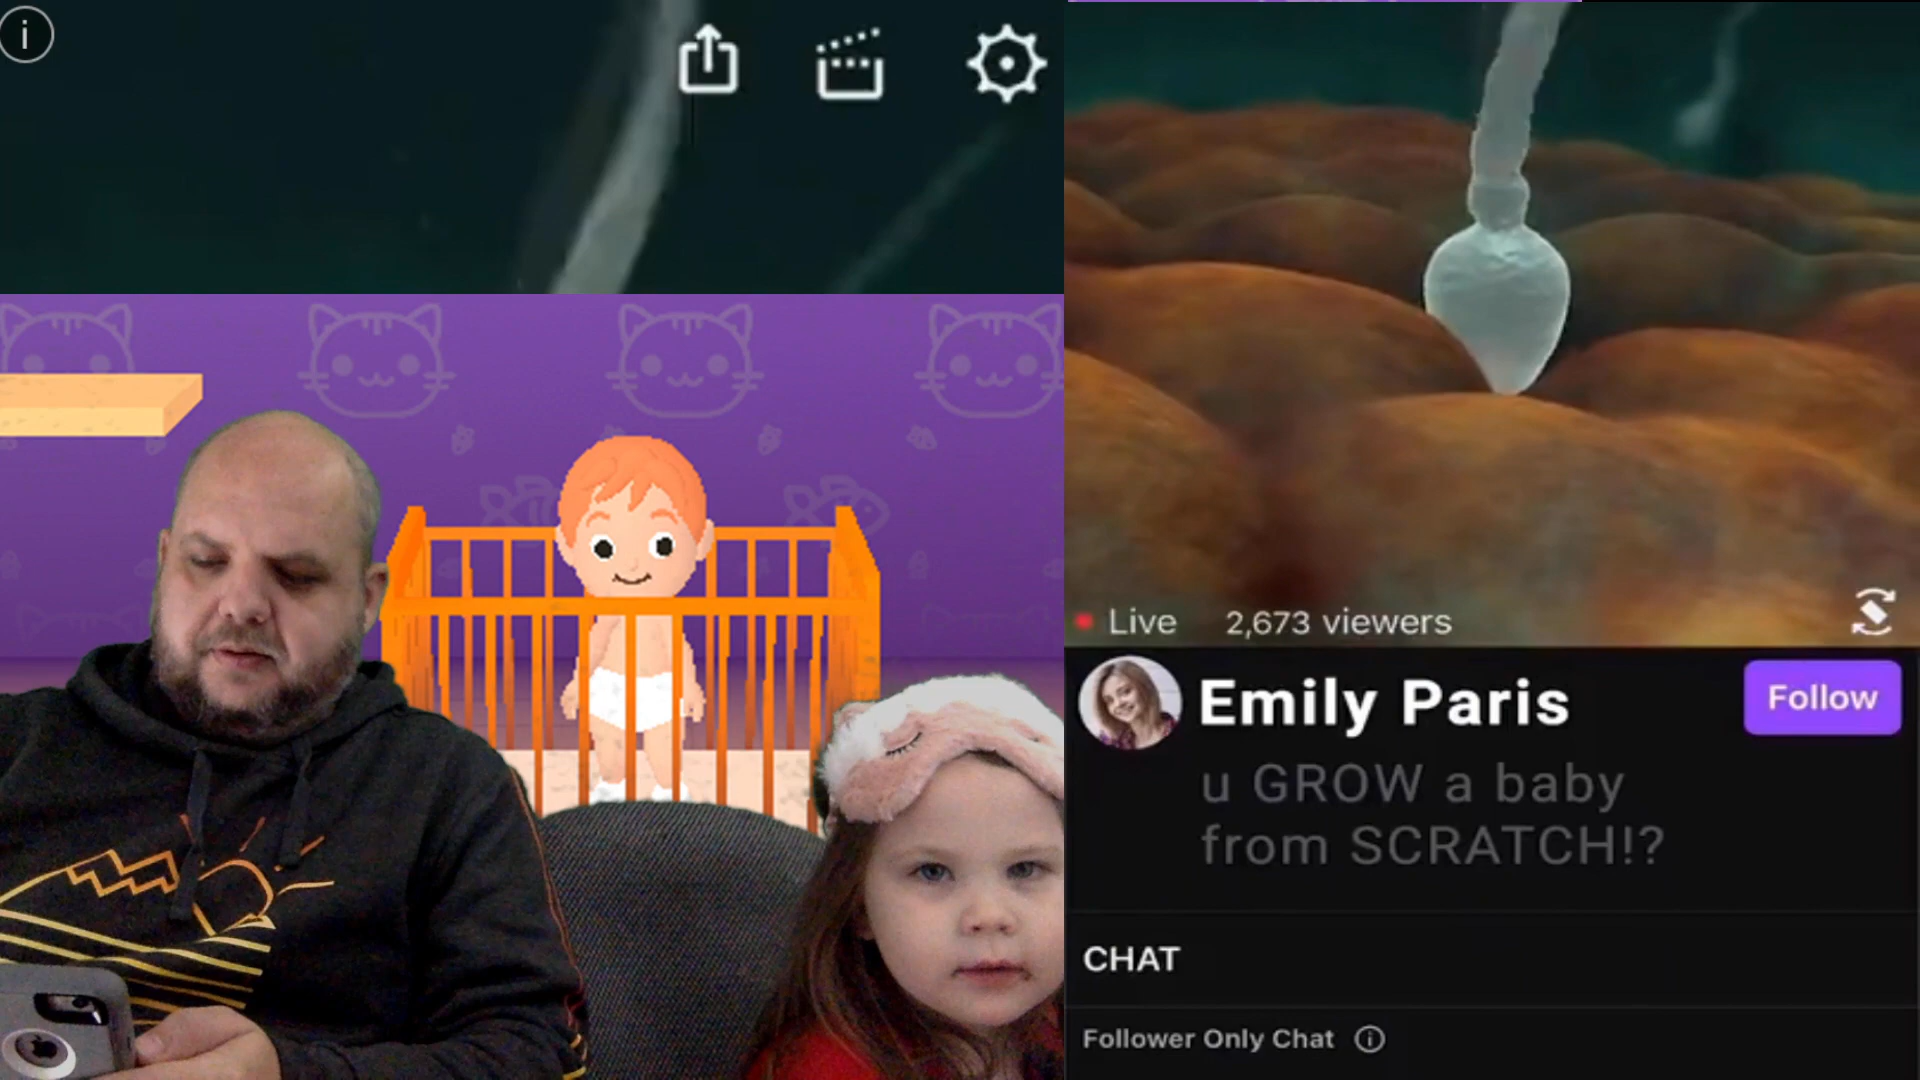 Live 2,673 viewers
Emily Paris
Follow
u GROW a baby
from SCRATCH!?
CHAT
Follower Only Chat